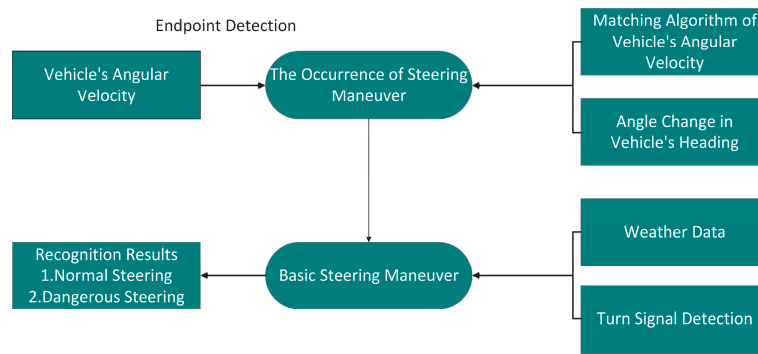 Endpoint Detection
Vehicle's Angular
Velocity
The Occurrence of Steering
Maneuver
Matching Algorithm of
Vehicle's Angular
Velocity
Angle Change in
Vehicle's Heading
Recognition Results
1.Normal Steering
2.Dangerous Steering
Basic Steering Maneuver
Weather Data
Turn Signal Detection